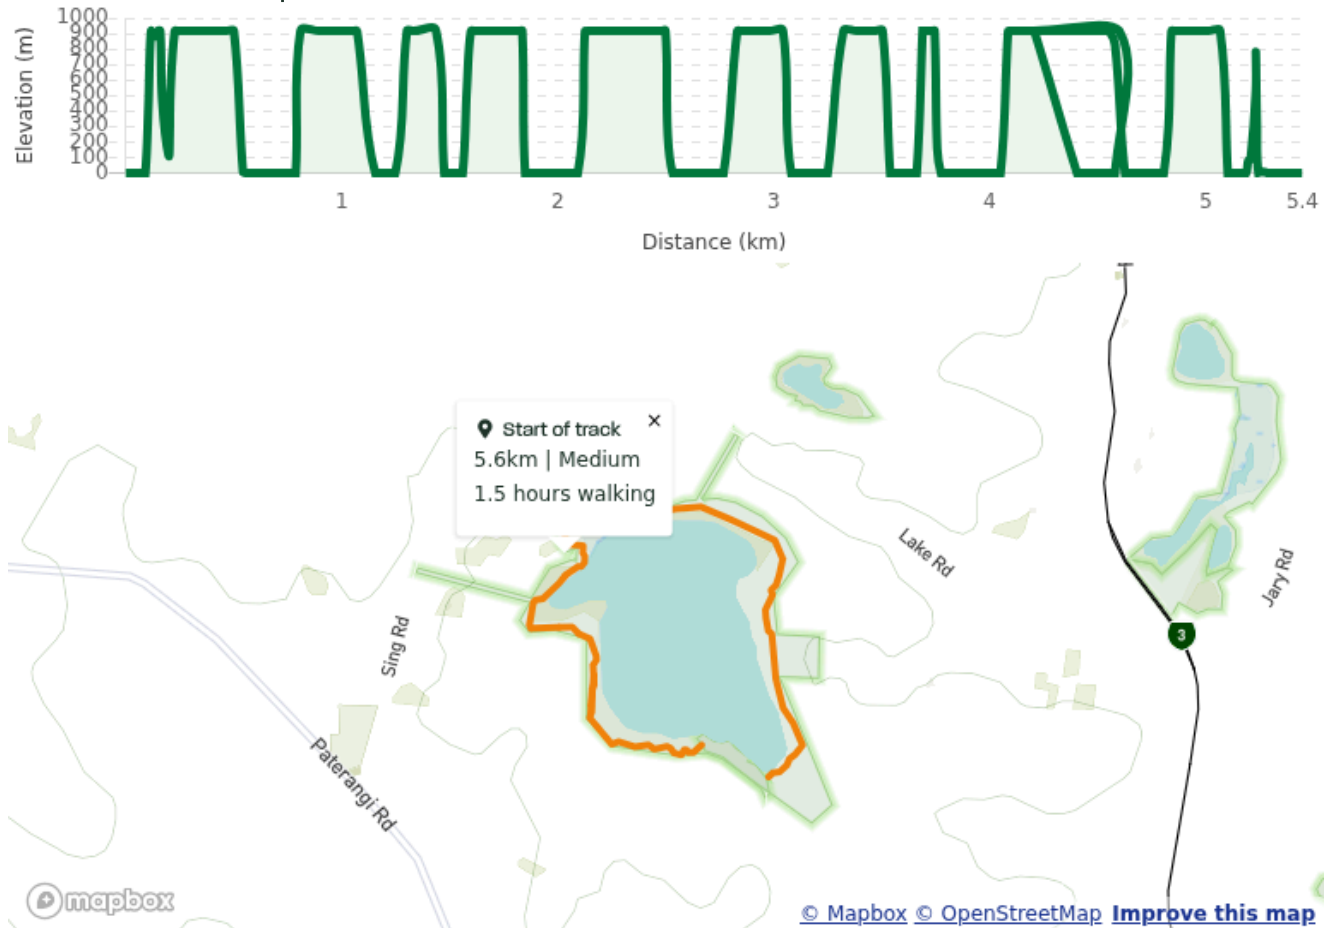 Elevation (m)
1000
900
800
700
600
500
400
300
200
100
0
1
2
3
4
5
5.4
Distance (km)
Start of track
×
5.6km | Medium
1.5 hours walking
Lake Rd
Jary Rd
3
Sing Rd
Paterangi Rd
mapbox
© Mapbox © OpenStreetMap Improve this map